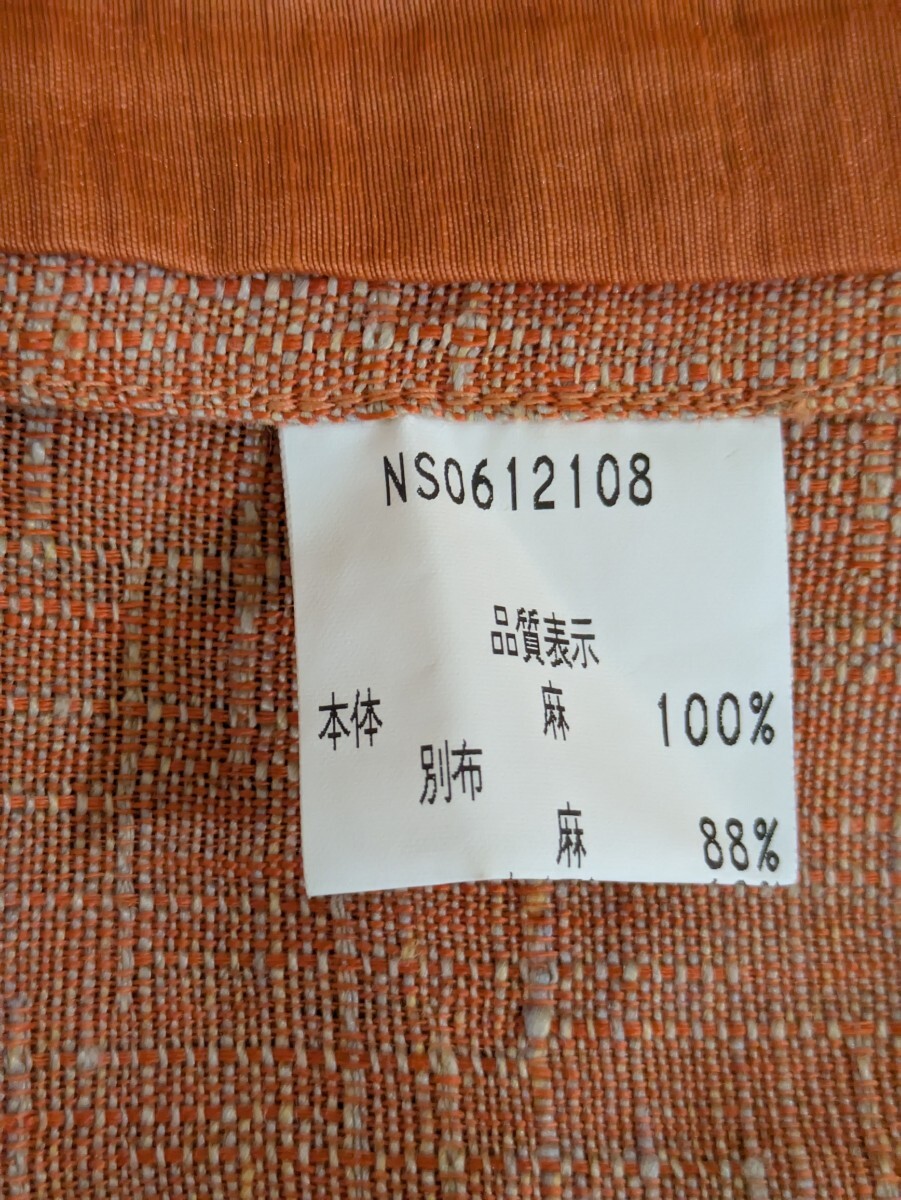 NS0612108
品質表示
本体 麻 100%
別布
麻 88%